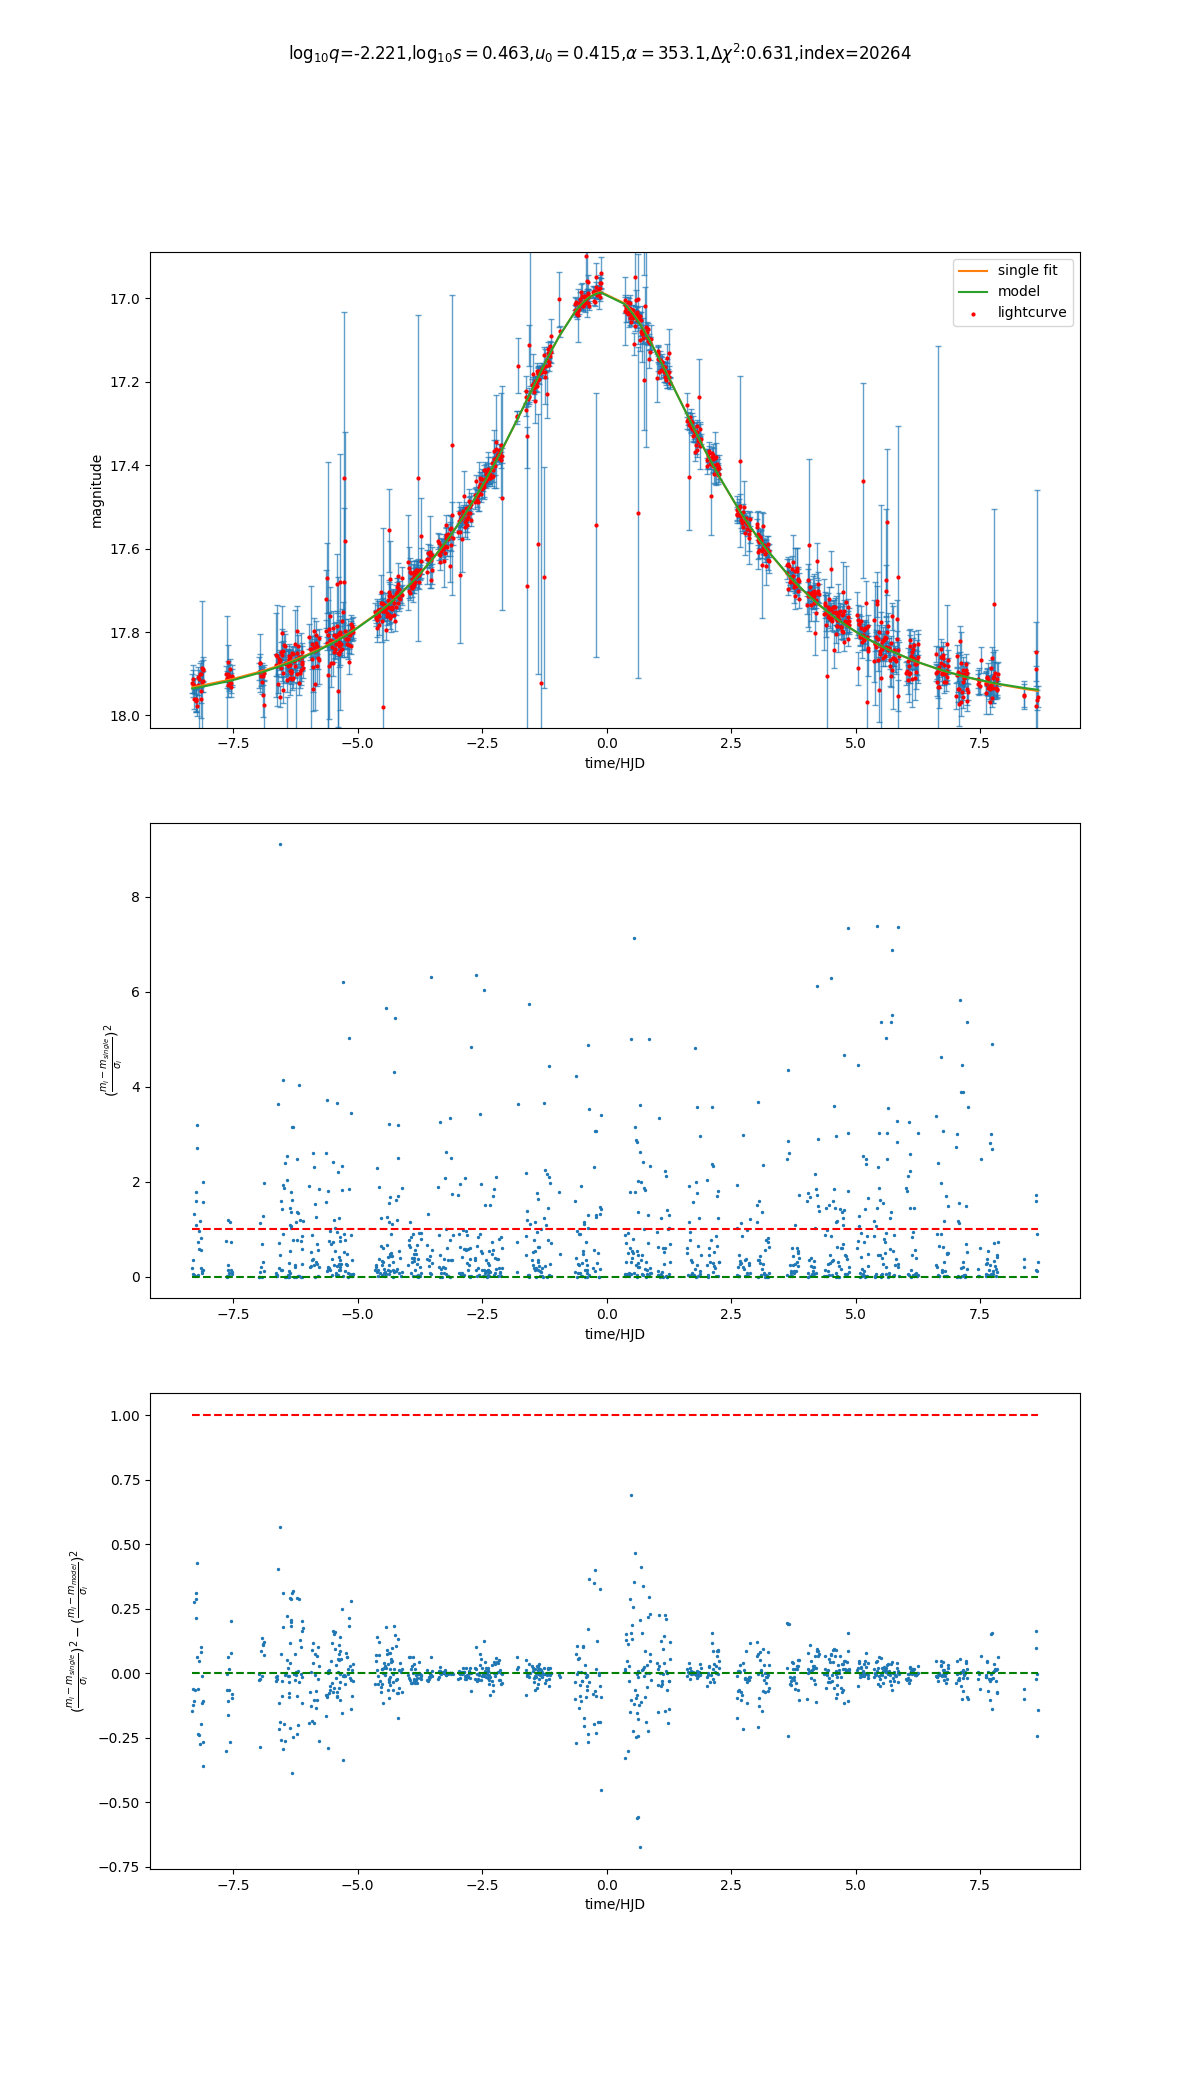 log₁₀q=-2.221,log₁₀s = 0.463,u₀ = 0.415,α = 353.1,Δχ²:0.631,index=20264
single fit
model
lightcurve
magnitude
17.0
17.2
17.4
17.6
17.8
18.0
−7.5 −5.0 −2.5 0.0 2.5 5.0 7.5
time/HJD
(mᵢ − m_single / σᵢ)²
8
6
4
2
0
−7.5 −5.0 −2.5 0.0 2.5 5.0 7.5
time/HJD
(mᵢ − m_single / σᵢ)² − (mᵢ − m_model / σᵢ)²
1.00
0.75
0.50
0.25
0.00
−0.25
−0.50
−0.75
−7.5 −5.0 −2.5 0.0 2.5 5.0 7.5
time/HJD